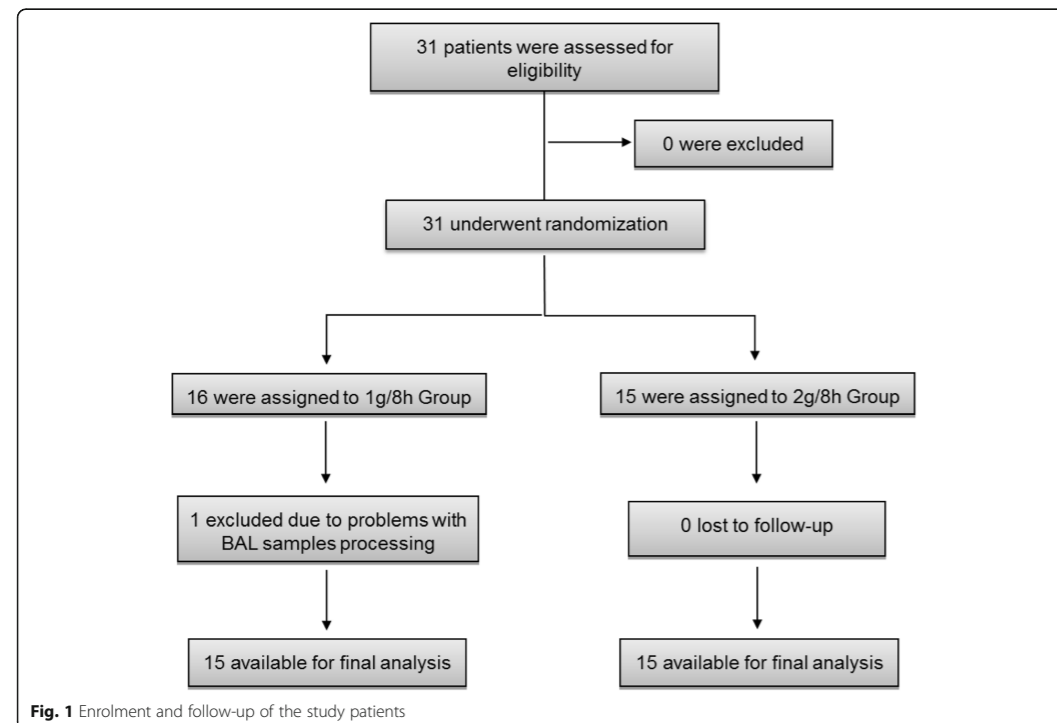 31 patients were assessed for
eligibility
0 were excluded
31 underwent randomization
16 were assigned to 1g/8h Group
15 were assigned to 2g/8h Group
1 excluded due to problems with
BAL samples processing
0 lost to follow-up
15 available for final analysis
15 available for final analysis
Fig. 1 Enrolment and follow-up of the study patients